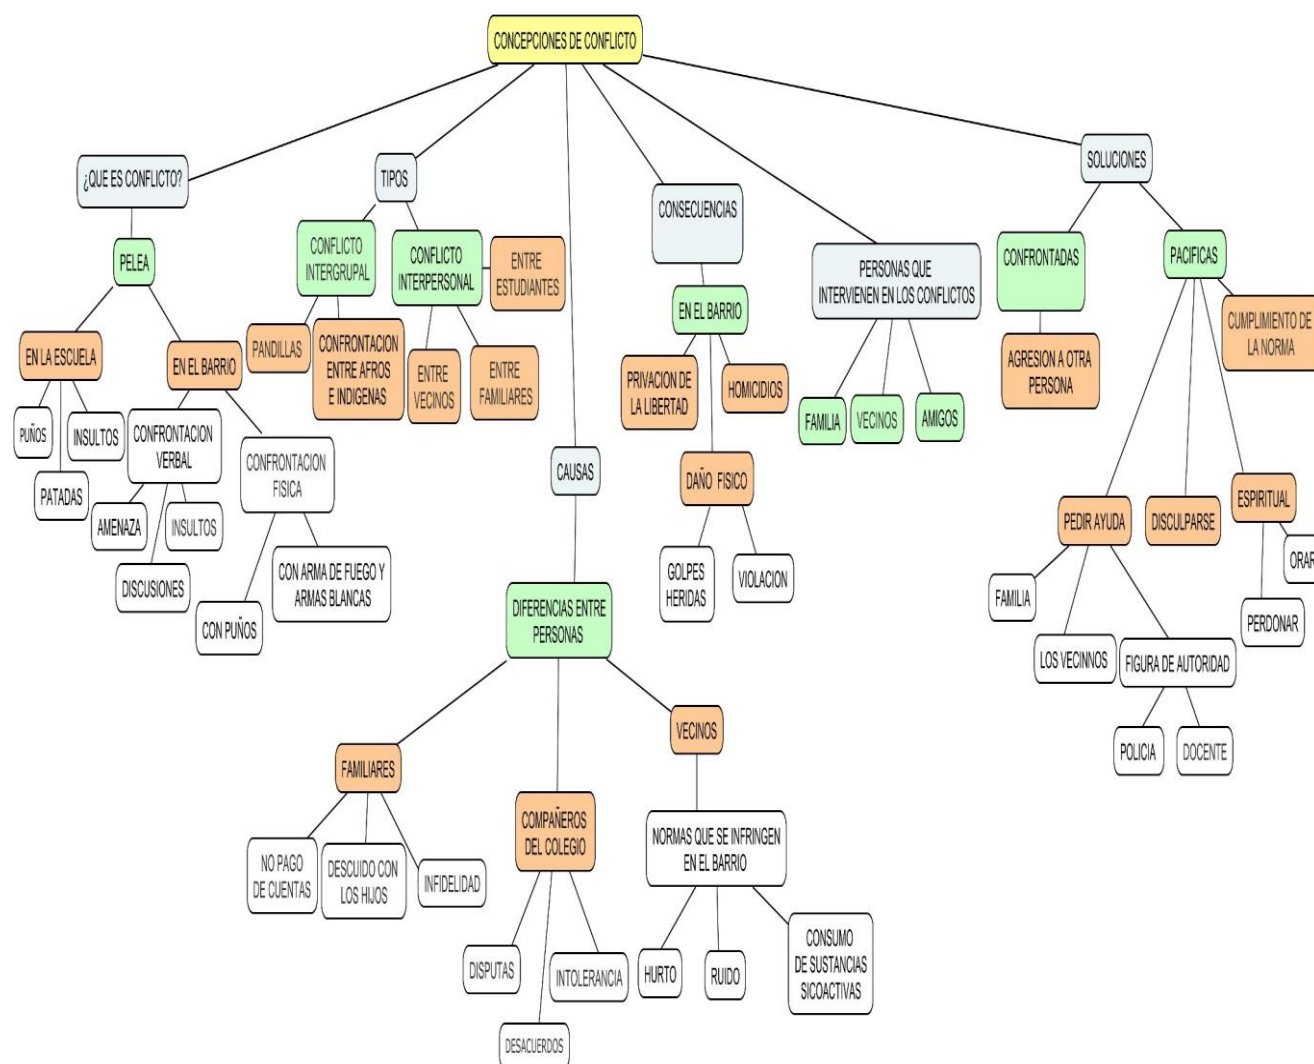 CONCEPCIONES DE CONFLICTO
¿QUE ES CONFLICTO?
PELEA
EN LA ESCUELA
PUÑOS
PATADAS
INSULTOS
EN EL BARRIO
CONFRONTACION
VERBAL
AMENAZA
DISCUSIONES
INSULTOS
CONFRONTACION
FISICA
CON PUÑOS
CON ARMA DE FUEGO Y
ARMAS BLANCAS
TIPOS
CONFLICTO
INTERGRUPAL
PANDILLAS
CONFRONTACION
ENTRE AFROS
E INDIGENAS
CONFLICTO
INTERPERSONAL
ENTRE
VECINOS
ENTRE
FAMILIARES
ENTRE
ESTUDIANTES
CAUSAS
DIFERENCIAS ENTRE
PERSONAS
FAMILIARES
NO PAGO
DE CUENTAS
DESCUIDO CON
LOS HIJOS
INFIDELIDAD
COMPAÑEROS
DEL COLEGIO
DISPUTAS
DESACUERDOS
INTOLERANCIA
VECINOS
NORMAS QUE SE INFRINGEN
EN EL BARRIO
HURTO
RUIDO
CONSUMO
DE SUSTANCIAS
SICOACTIVAS
CONSECUENCIAS
EN EL BARRIO
PRIVACION DE
LA LIBERTAD
DAÑO FISICO
GOLPES
HERIDAS
VIOLACION
HOMICIDIOS
PERSONAS QUE
INTERVIENEN EN LOS CONFLICTOS
FAMILIA
VECINOS
AMIGOS
SOLUCIONES
CONFRONTADAS
AGRESION A OTRA
PERSONA
PACIFICAS
PEDIR AYUDA
FAMILIA
LOS VECINNOS
FIGURA DE AUTORIDAD
POLICIA
DOCENTE
DISCULPARSE
ESPIRITUAL
PERDONAR
ORAR
CUMPLIMIENTO DE
LA NORMA